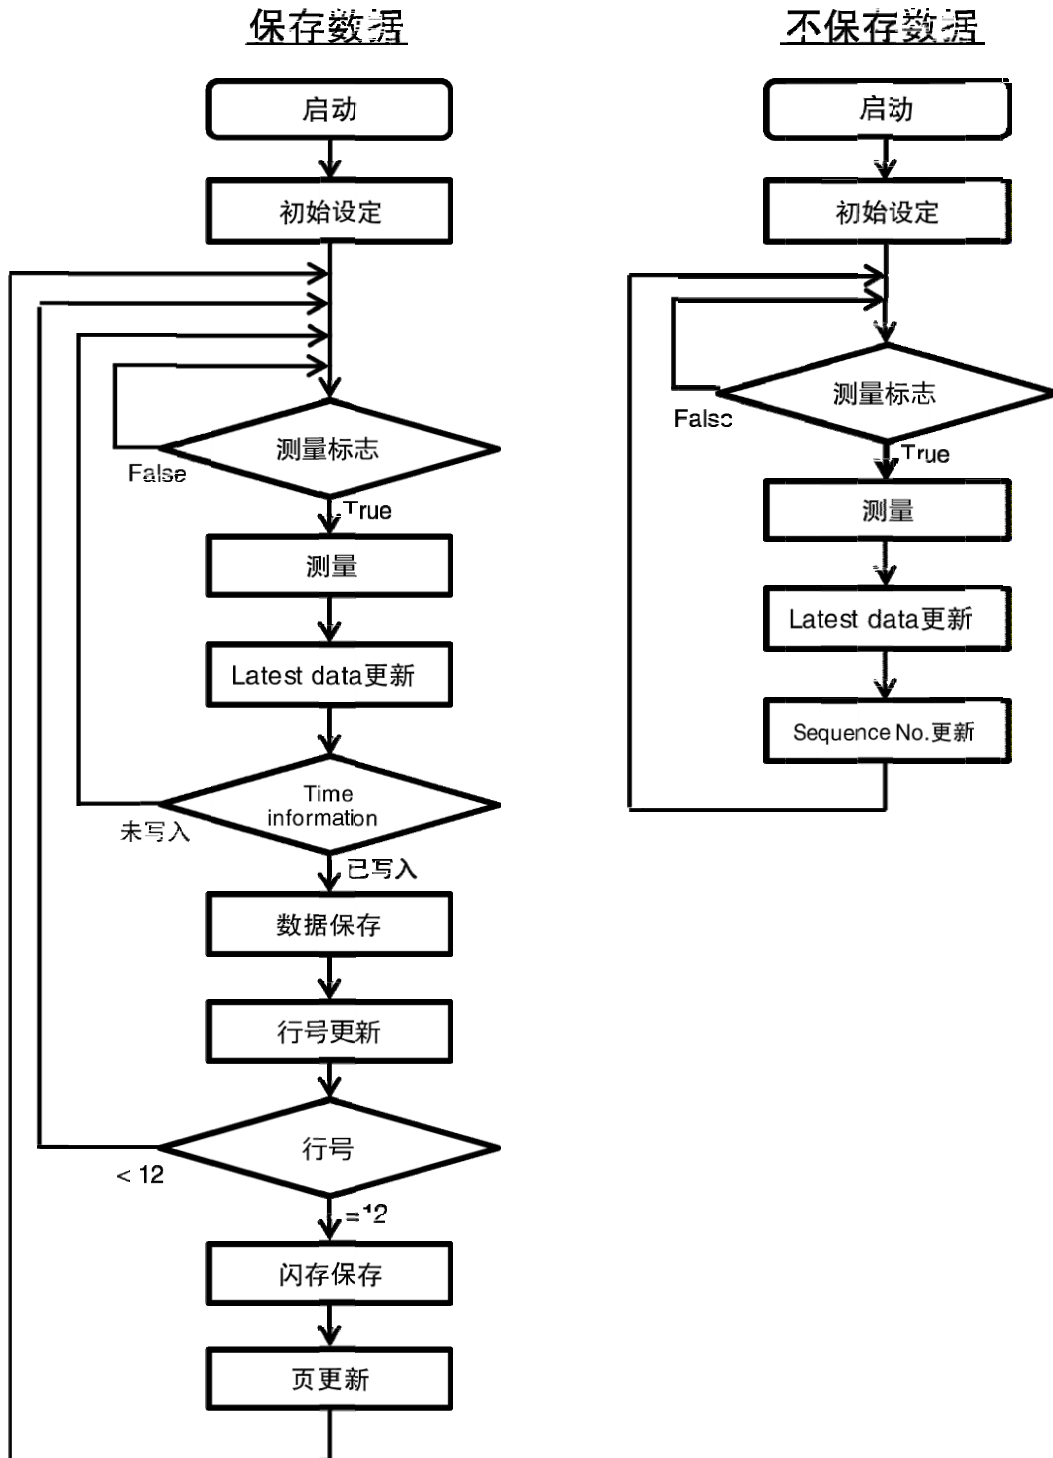 保存数据
启动
初始设定
测量标志
False
True
测量
Latest data更新
Time
information
未写入
已写入
数据保存
行号更新
行号
< 12
=12
闪存保存
页更新
不保存数据
启动
初始设定
测量标志
False
True
测量
Latest data更新
Sequence No.更新